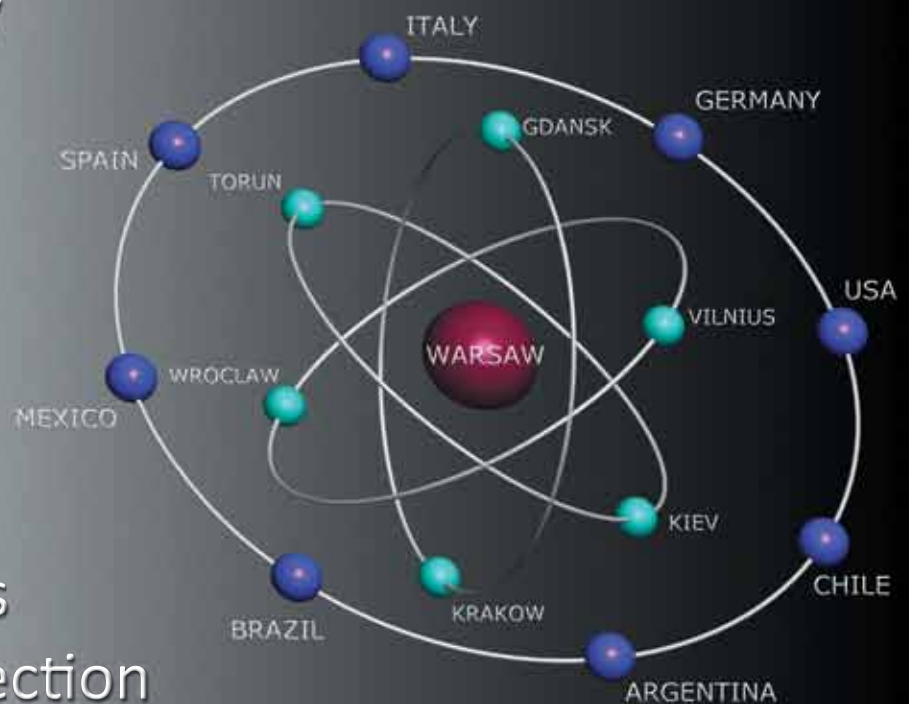 ITALY
GERMANY
GDANSK
SPAIN
TORUN
USA
VILNIUS
WARSAW
WROCLAW
MEXICO
KIEV
CHILE
KRAKOW
BRAZIL
ARGENTINA